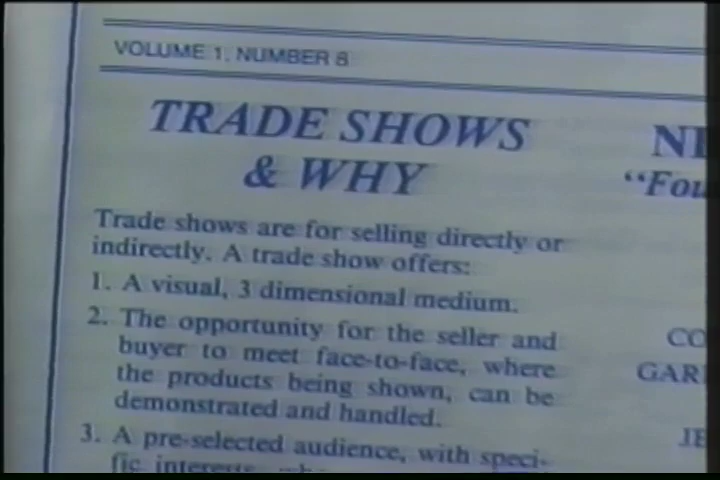 VOLUME 1, NUMBER 8
TRADE SHOWS
& WHY
Trade shows are for selling directly or
indirectly. A trade show offers:
1. A visual, 3 dimensional medium.
2. The opportunity for the seller and
buyer to meet face-to-face, where
the products being shown, can be
demonstrated and handled.
3. A pre-selected audience, with speci-
fic interests,
"Fou
CO
GAR
JE